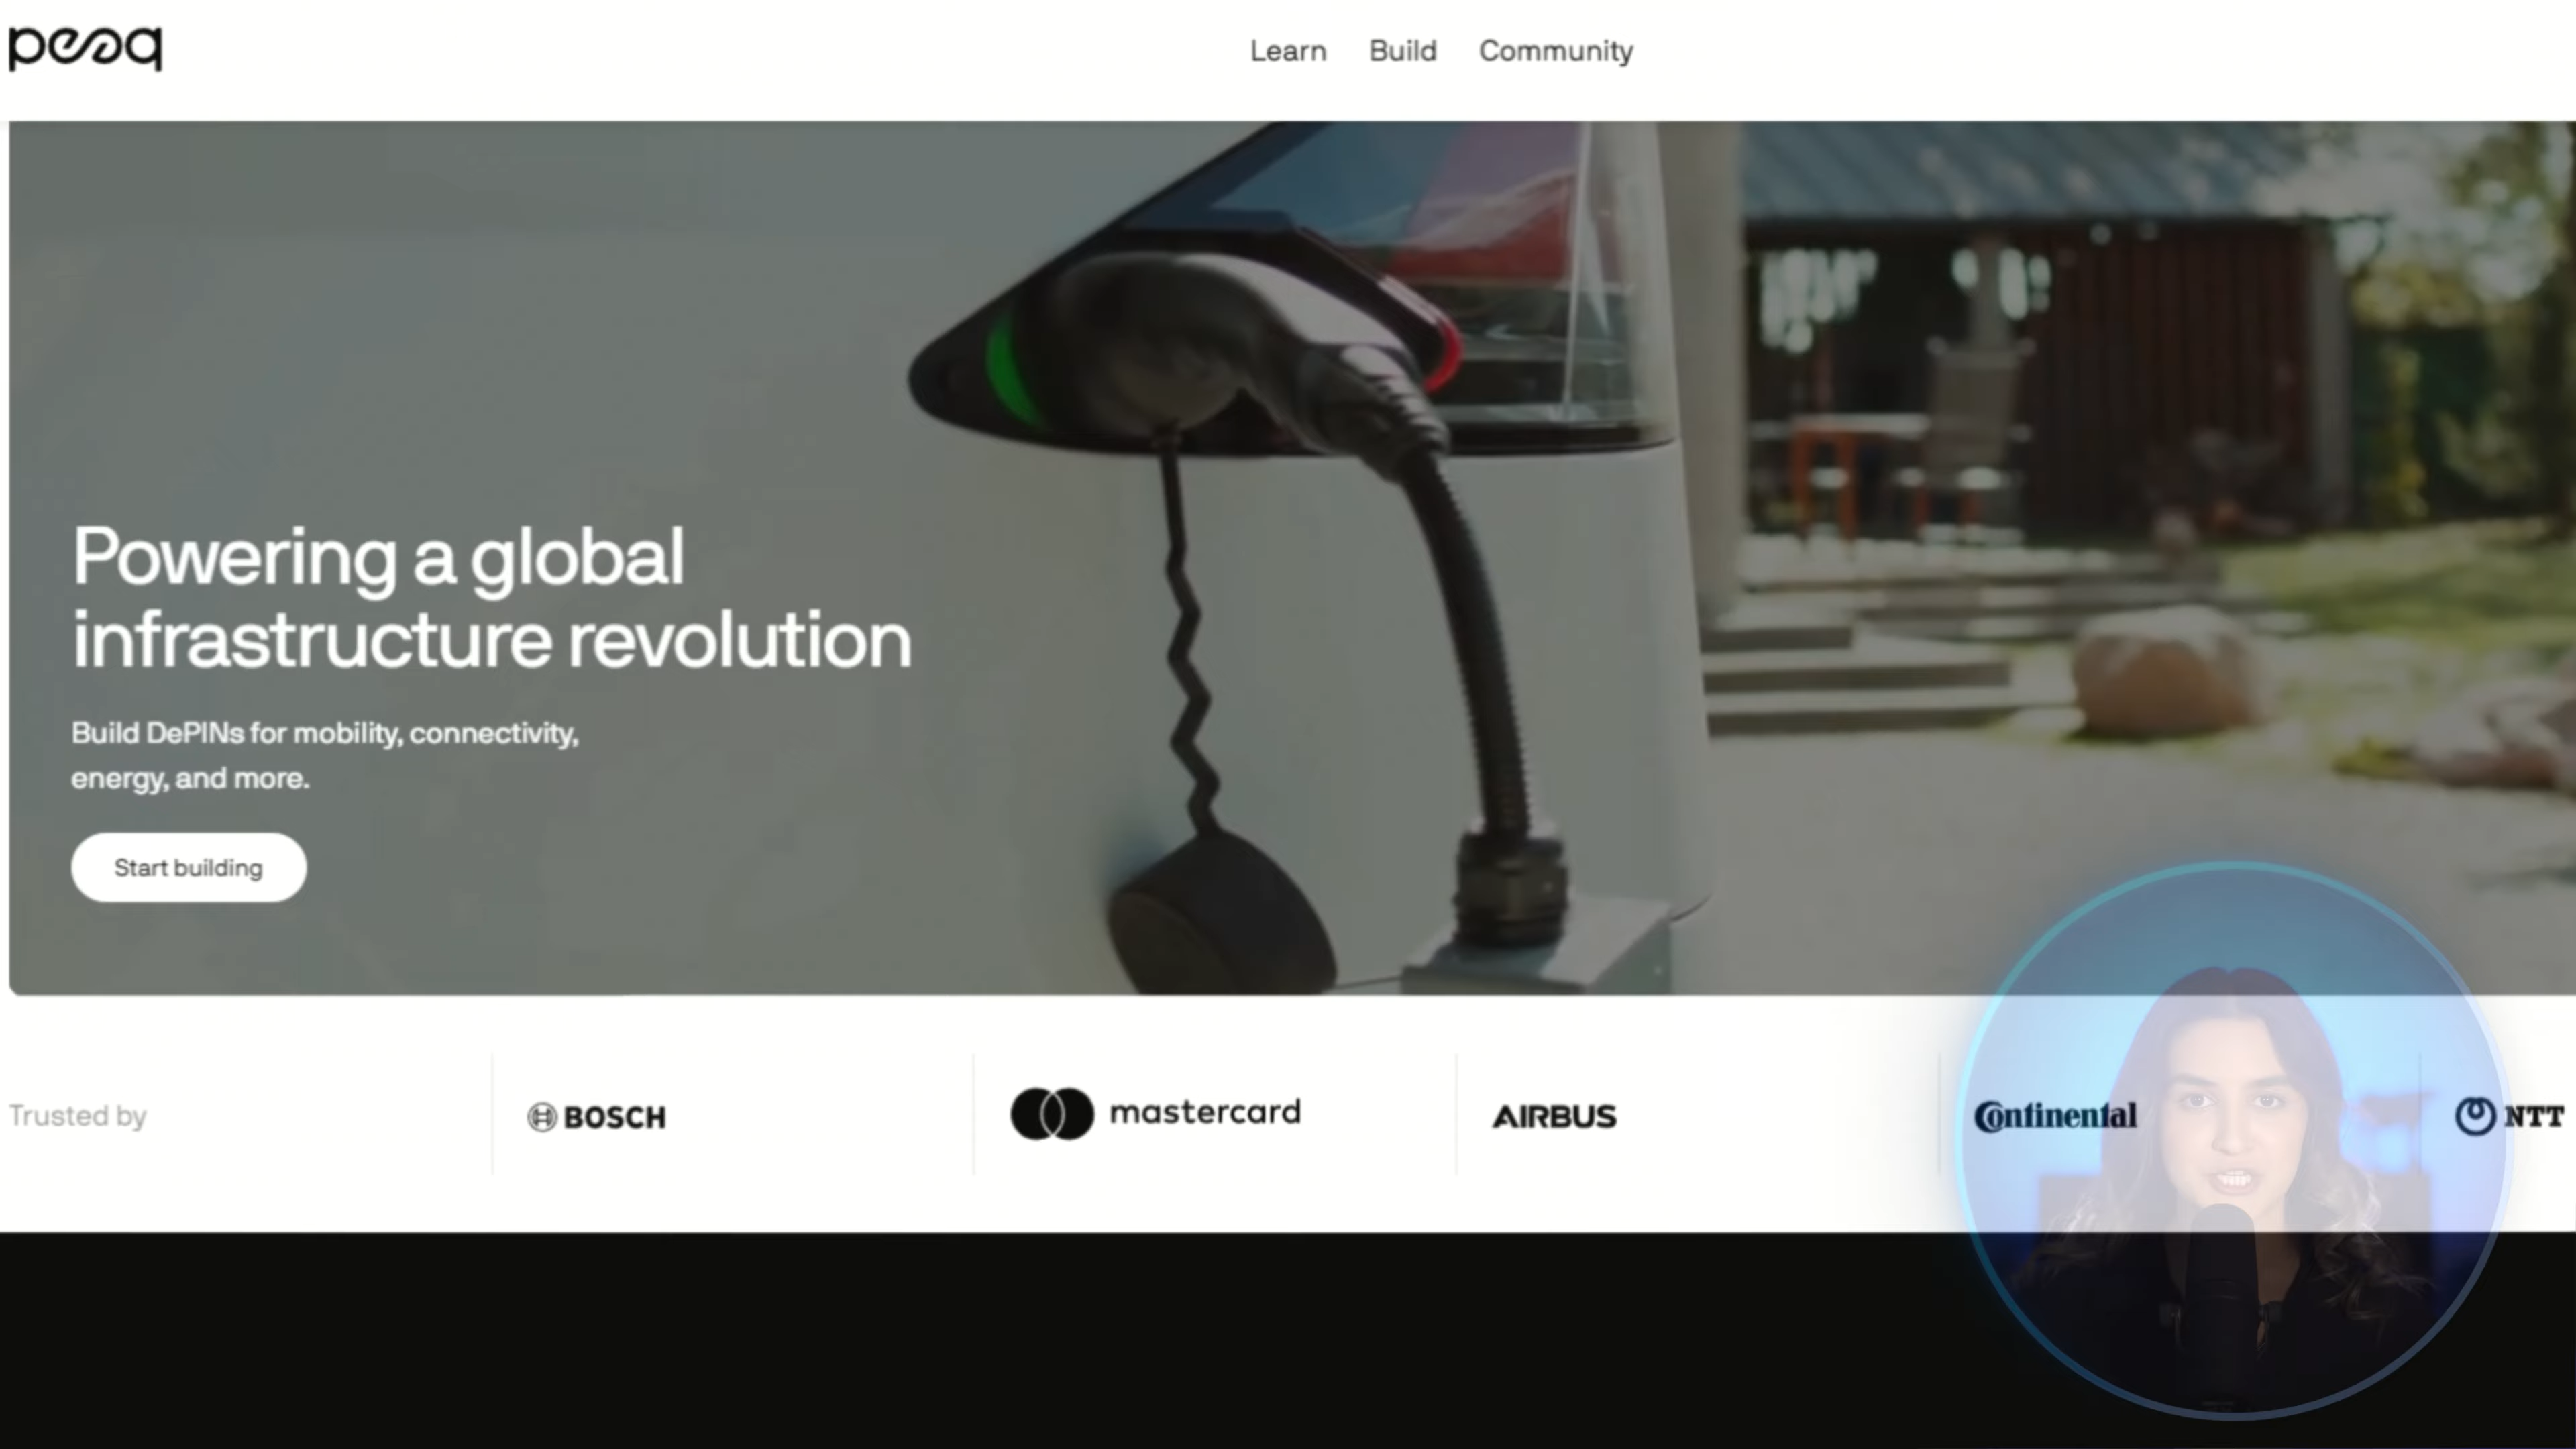 peaq
Learn Build Community
Powering a global
infrastructure revolution
Build DePINs for mobility, connectivity,
energy, and more.
Start building
Trusted by
BOSCH
mastercard
AIRBUS
Continental
NTT